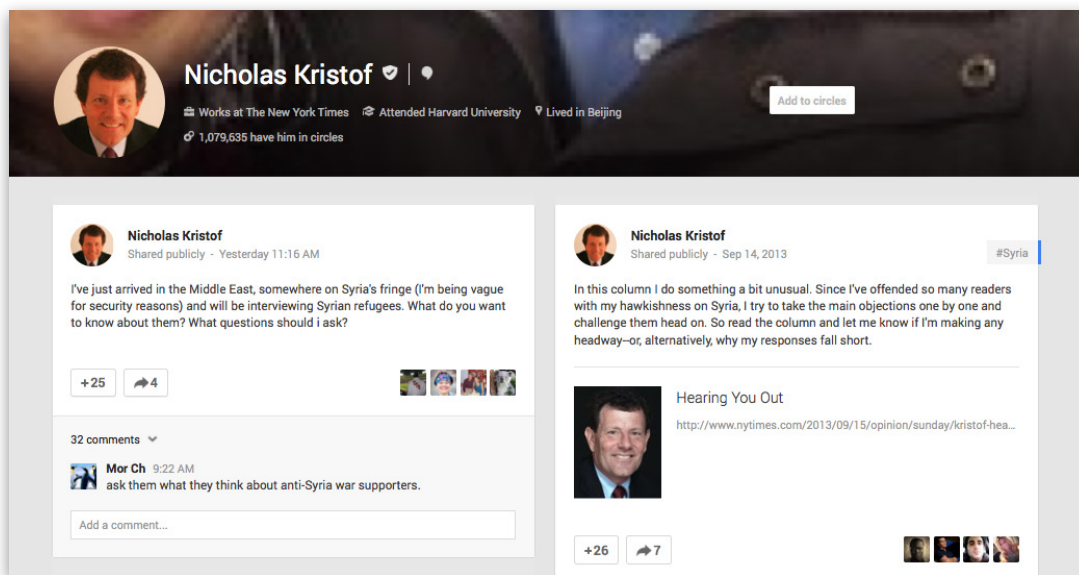 Nicholas Kristof
Works at The New York Times Attended Harvard University Lived in Beijing
1,079,635 have him in circles
Add to circles
Nicholas Kristof
Shared publicly - Yesterday 11:16 AM
I've just arrived in the Middle East, somewhere on Syria's fringe (I'm being vague
for security reasons) and will be interviewing Syrian refugees. What do you want
to know about them? What questions should i ask?
+25 4
32 comments
Mor Ch 9:22 AM
ask them what they think about anti-Syria war supporters.
Add a comment...
Nicholas Kristof
Shared publicly - Sep 14, 2013
#Syria
In this column I do something a bit unusual. Since I've offended so many readers
with my hawkishness on Syria, I try to take the main objections one by one and
challenge them head on. So read the column and let me know if I'm making any
headway--or, alternatively, why my responses fall short.
Hearing You Out
http://www.nytimes.com/2013/09/15/opinion/sunday/kristof-hea...
+26 7